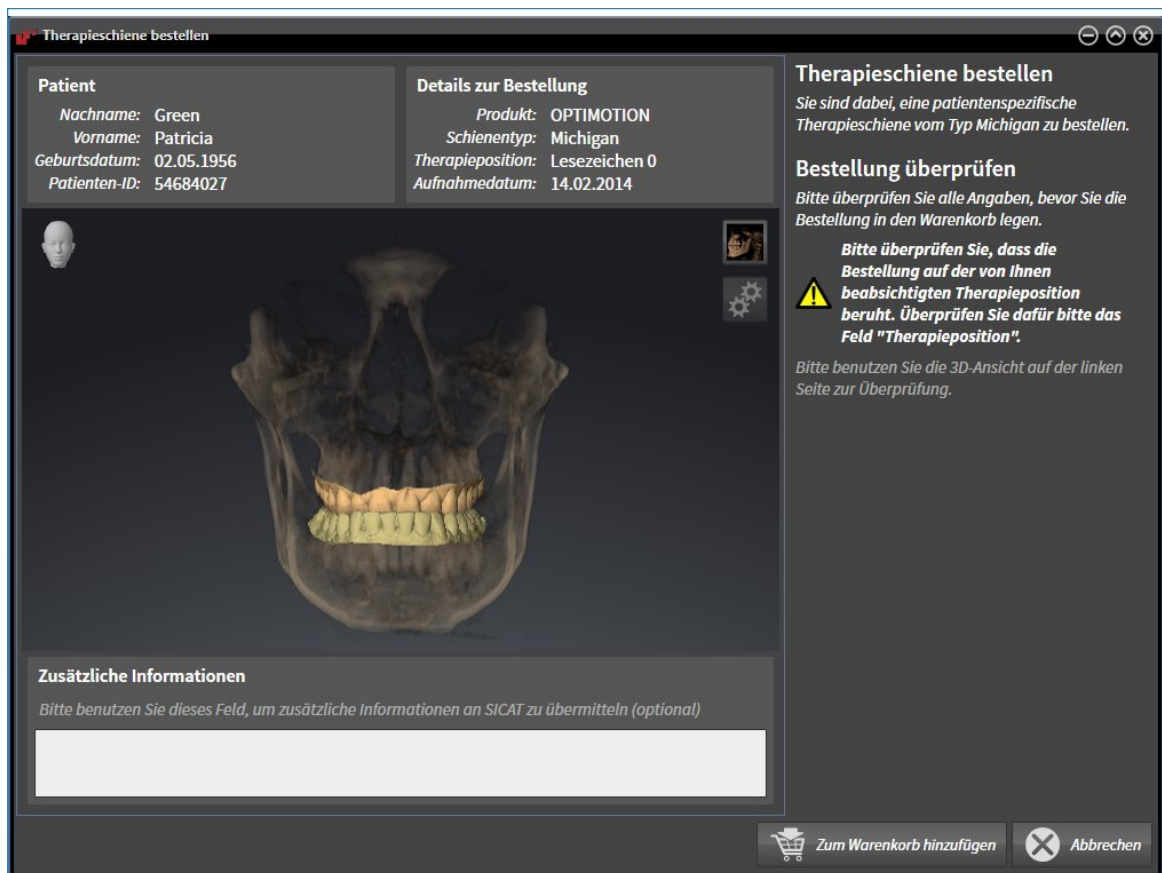 Therapieschiene bestellen
Patient
Nachname: Green
Vorname: Patricia
Geburtsdatum: 02.05.1956
Patienten-ID: 54684027
Details zur Bestellung
Produkt: OPTIMOTION
Schienentyp: Michigan
Therapieposition: Lesezeichen 0
Aufnahmedatum: 14.02.2014
Zusätzliche Informationen
Bitte benutzen Sie dieses Feld, um zusätzliche Informationen an SICAT zu übermitteln (optional)
Therapieschiene bestellen
Sie sind dabei, eine patientenspezifische
Therapieschiene vom Typ Michigan zu bestellen.
Bestellung überprüfen
Bitte überprüfen Sie alle Angaben, bevor Sie die
Bestellung in den Warenkorb legen.
Bitte überprüfen Sie, dass die
Bestellung auf der von Ihnen
beabsichtigten Therapieposition
beruht. Überprüfen Sie dafür bitte das
Feld "Therapieposition".
Bitte benutzen Sie die 3D-Ansicht auf der linken
Seite zur Überprüfung.
Zum Warenkorb hinzufügen
Abbrechen